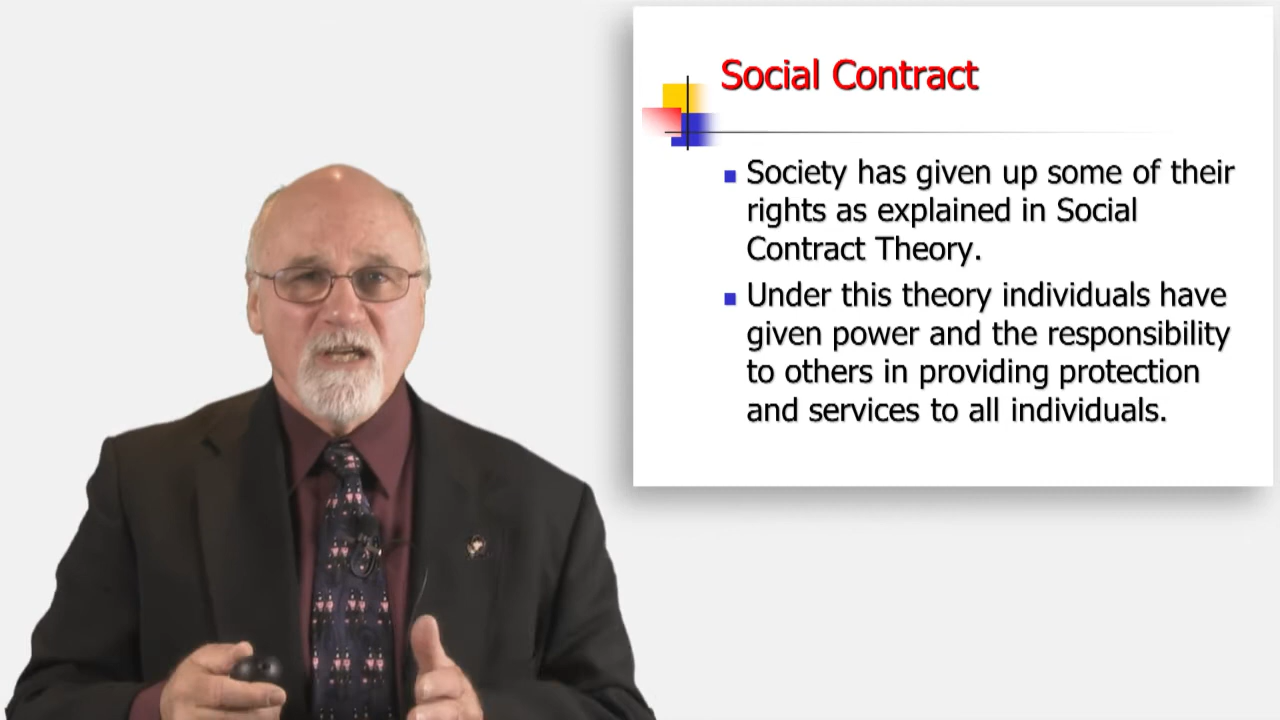 Social Contract
Society has given up some of their
rights as explained in Social
Contract Theory.
Under this theory individuals have
given power and the responsibility
to others in providing protection
and services to all individuals.